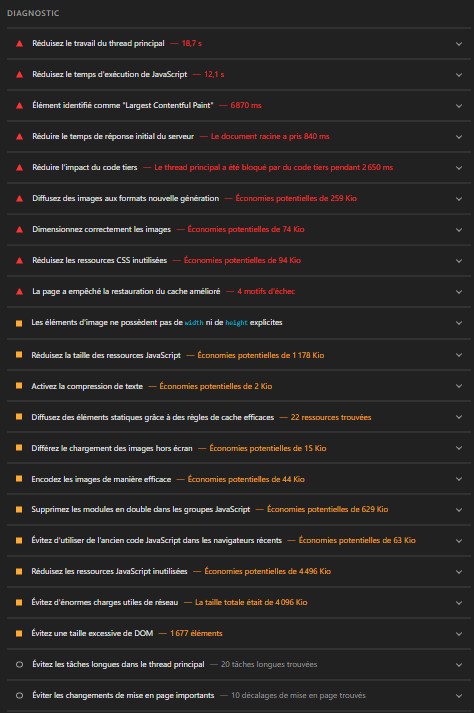 DIAGNOSTIC
Réduisez le travail du thread principal — 18,7 s
Réduisez le temps d'exécution de JavaScript — 12,1 s
Élément identifié comme "Largest Contentful Paint" — 6 870 ms
Réduire le temps de réponse initial du serveur — Le document racine a pris 840 ms
Réduire l'impact du code tiers — Le thread principal a été bloqué par du code tiers pendant 2 650 ms
Diffusez des images aux formats nouvelle génération — Économies potentielles de 259 Kio
Dimensionnez correctement les images — Économies potentielles de 74 Kio
Réduisez les ressources CSS inutilisées — Économies potentielles de 94 Kio
La page a empêché la restauration du cache amélioré — 4 motifs d'échec
Les éléments d'image ne possèdent pas de width ni de height explicites
Réduisez la taille des ressources JavaScript — Économies potentielles de 1 178 Kio
Activez la compression de texte — Économies potentielles de 2 Kio
Diffusez des éléments statiques grâce à des règles de cache efficaces — 22 ressources trouvées
Différez le chargement des images hors écran — Économies potentielles de 15 Kio
Encodez les images de manière efficace — Économies potentielles de 44 Kio
Supprimez les modules en double dans les groupes JavaScript — Économies potentielles de 629 Kio
Évitez d'utiliser de l'ancien code JavaScript dans les navigateurs récents — Économies potentielles de 63 Kio
Réduisez les ressources JavaScript inutilisées — Économies potentielles de 4 496 Kio
Évitez d'énormes charges utiles de réseau — La taille totale était de 4 096 Kio
Évitez une taille excessive de DOM — 1 677 éléments
Évitez les tâches longues dans le thread principal — 20 tâches longues trouvées
Éviter les changements de mise en page importants — 10 décalages de mise en page trouvés